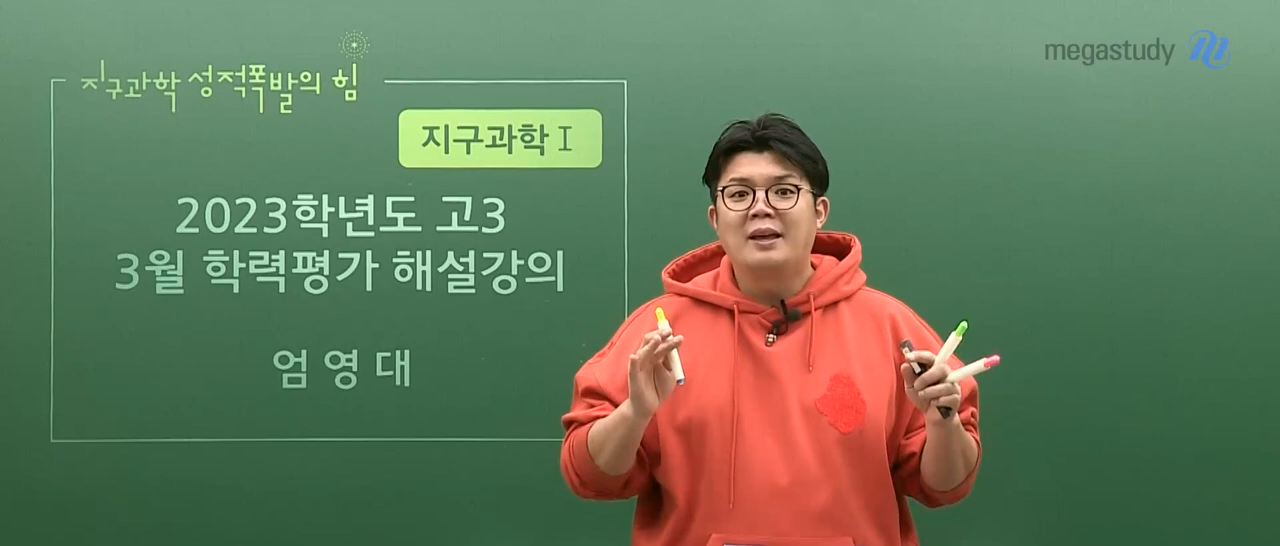 지구과학 성적폭발의 힘
megastudy
지구과학 I
2023학년도 고3
3월 학력평가 해설강의
엄영대